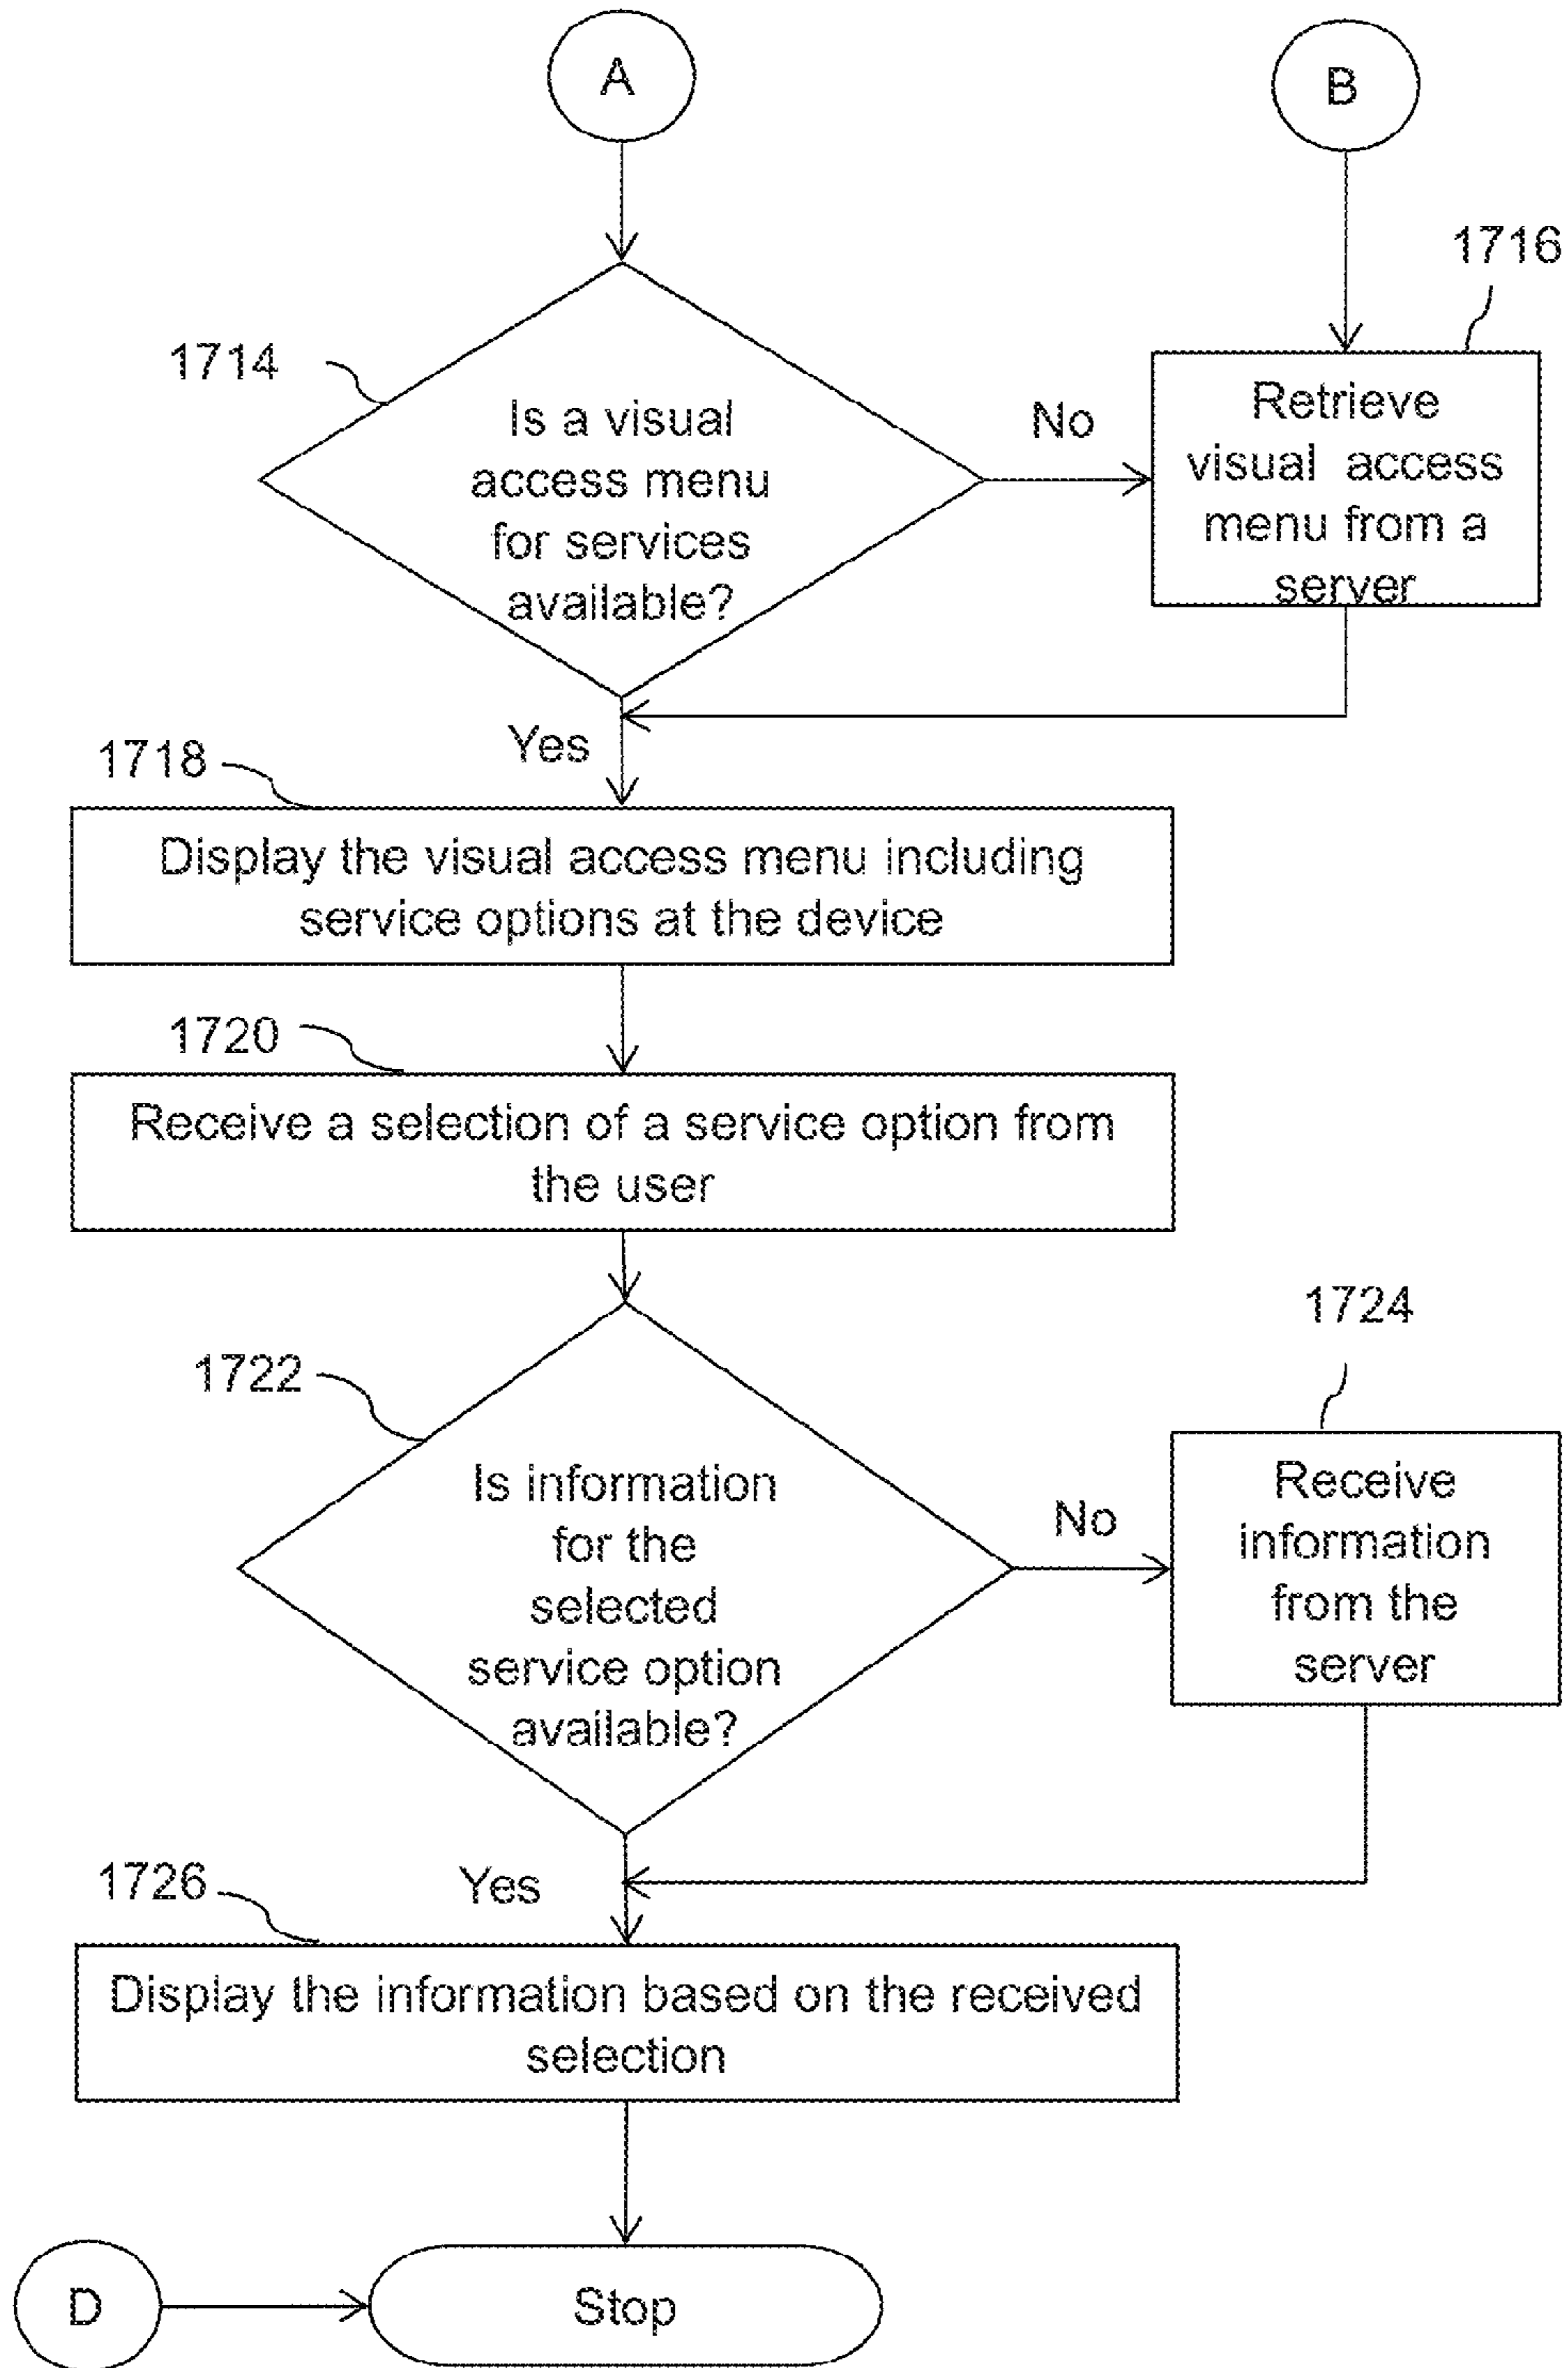 A
B
1716
1714
Is a visual
access menu
for services
available?
No
Retrieve
visual access
menu from a
server
Yes
1718
Display the visual access menu including
service options at the device
1720
Receive a selection of a service option from
the user
1724
1722
Is information
for the
selected
service option
available?
No
Receive
information
from the
server
Yes
1726
Display the information based on the received
selection
D
Stop